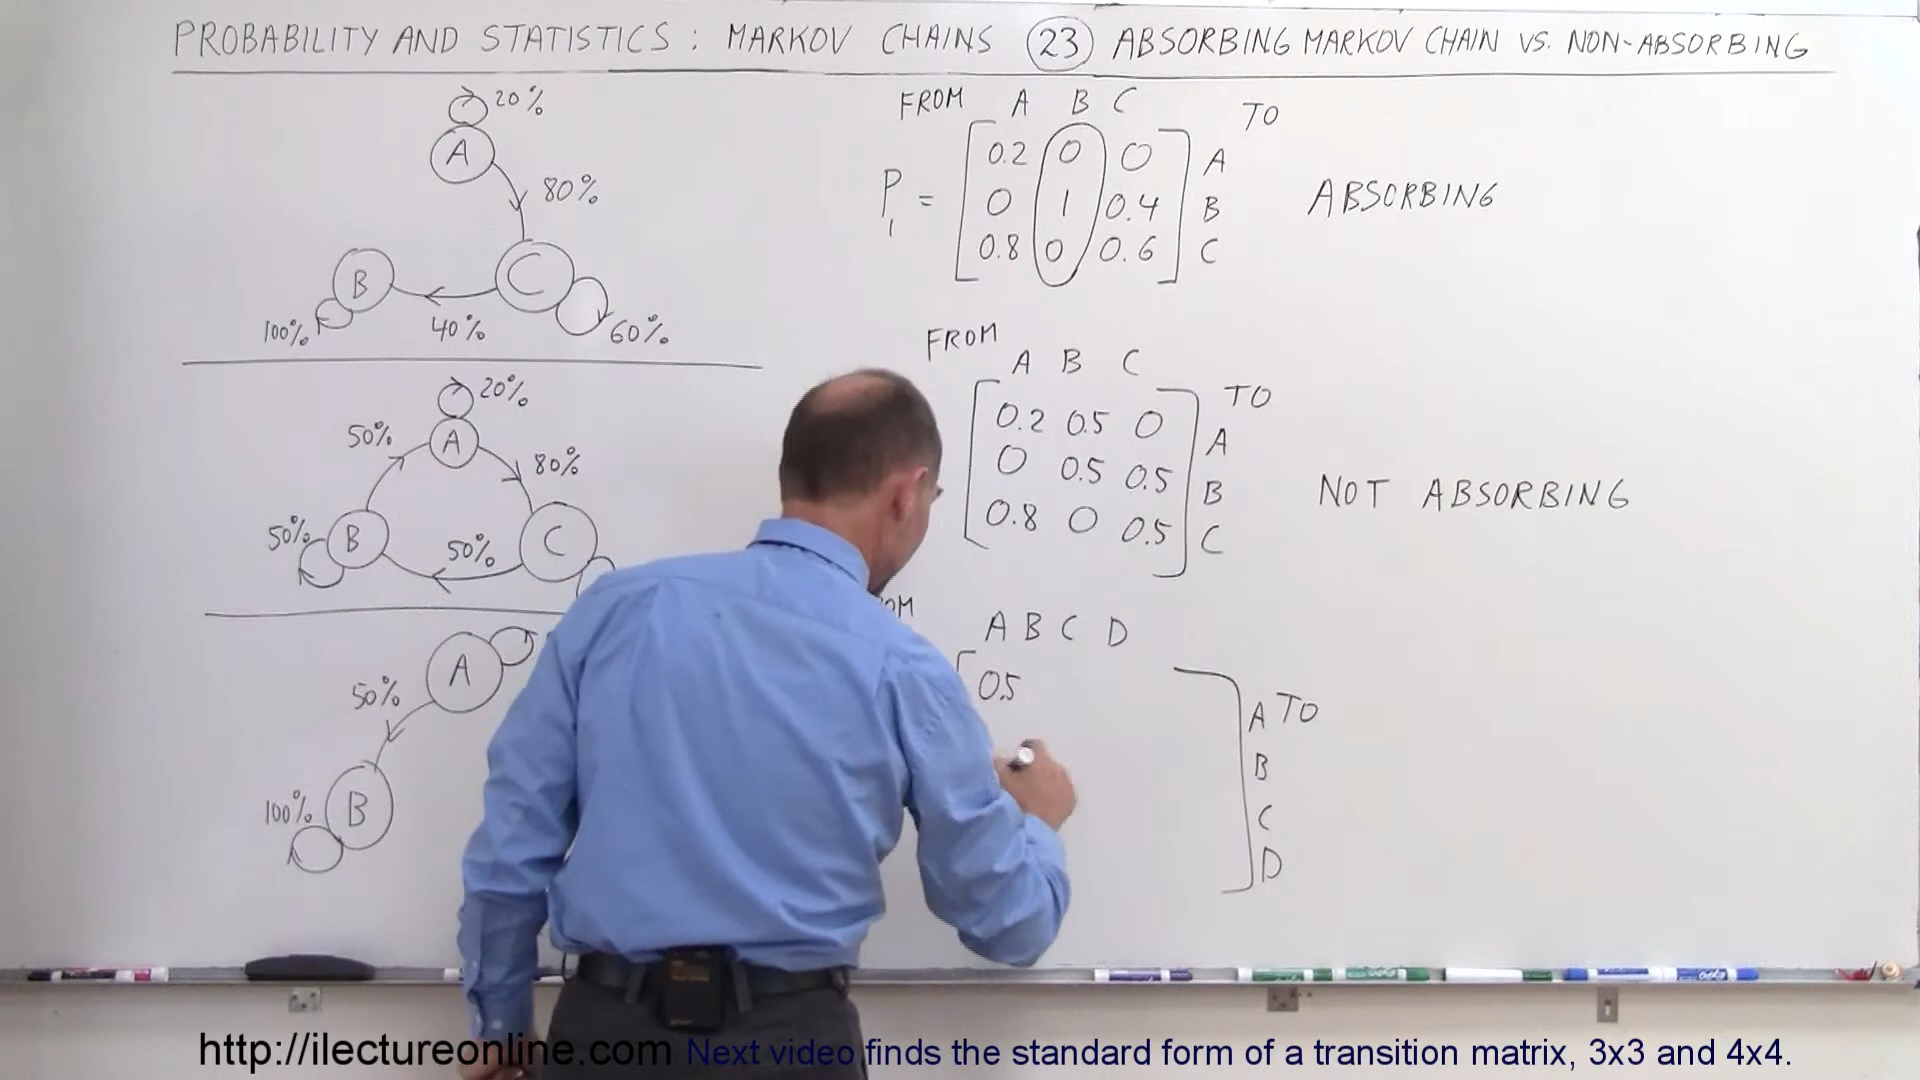 PROBABILITY AND STATISTICS : MARKOV CHAINS 23 ABSORBING MARKOV CHAIN VS. NON-ABSORBING
20%
A
80%
B
C
100%
40%
60%
FROM A B C TO
P1 =
0.2 0 0 A
0 1 0.4 B
0.8 0 0.6 C
ABSORBING
20%
50%
A
80%
50%
B
50%
C
FROM
A B C
TO
0.2 0.5 0 A
0 0.5 0.5 B
0.8 0 0.5 C
NOT ABSORBING
A
50%
100%
B
A B C D
0.5
A TO
B
C
D
http://ilectureonline.com Next video finds the standard form of a transition matrix, 3x3 and 4x4.